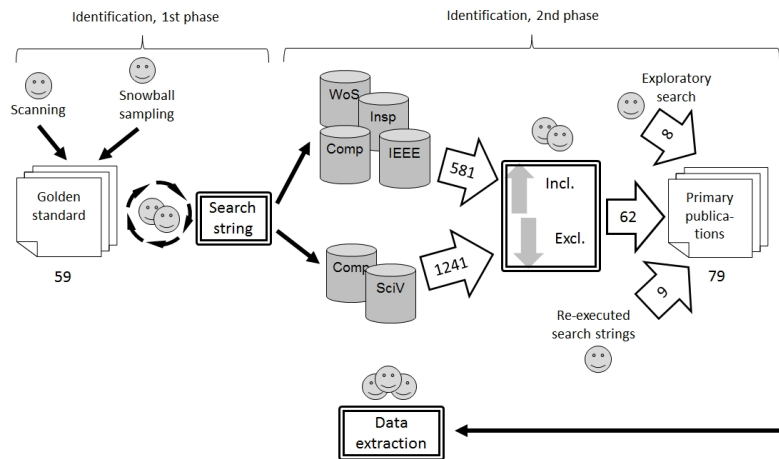 Identification, 1st phase
Identification, 2nd phase
Scanning
Snowball
sampling
Golden
standard
59
Search
string
WoS
Insp
Comp
IEEE
Comp
SciV
581
1241
Incl.
Excl.
62
Exploratory
search
8
Primary
publica-
tions
79
9
Re-executed
search strings
Data
extraction